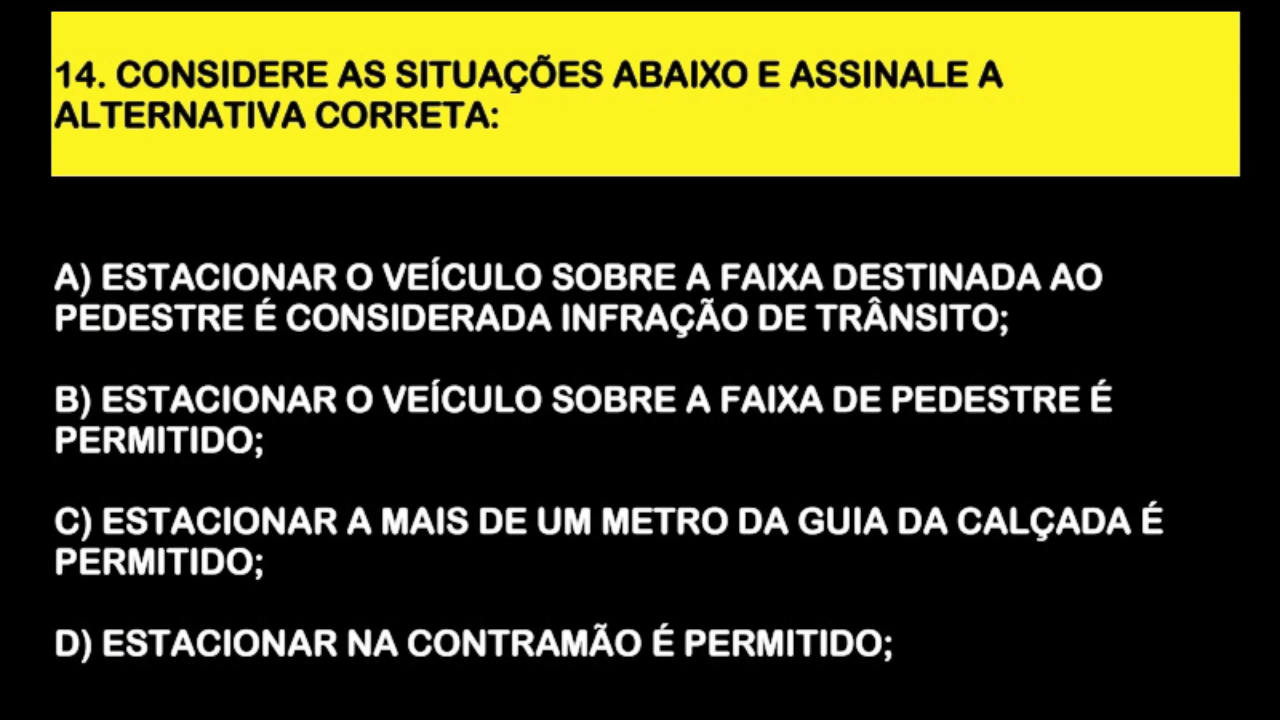 14. CONSIDERE AS SITUAÇÕES ABAIXO E ASSINALE A
ALTERNATIVA CORRETA:
A) ESTACIONAR O VEÍCULO SOBRE A FAIXA DESTINADA AO
PEDESTRE É CONSIDERADA INFRAÇÃO DE TRÂNSITO;
B) ESTACIONAR O VEÍCULO SOBRE A FAIXA DE PEDESTRE É
PERMITIDO;
C) ESTACIONAR A MAIS DE UM METRO DA GUIA DA CALÇADA É
PERMITIDO;
D) ESTACIONAR NA CONTRAMÃO É PERMITIDO;